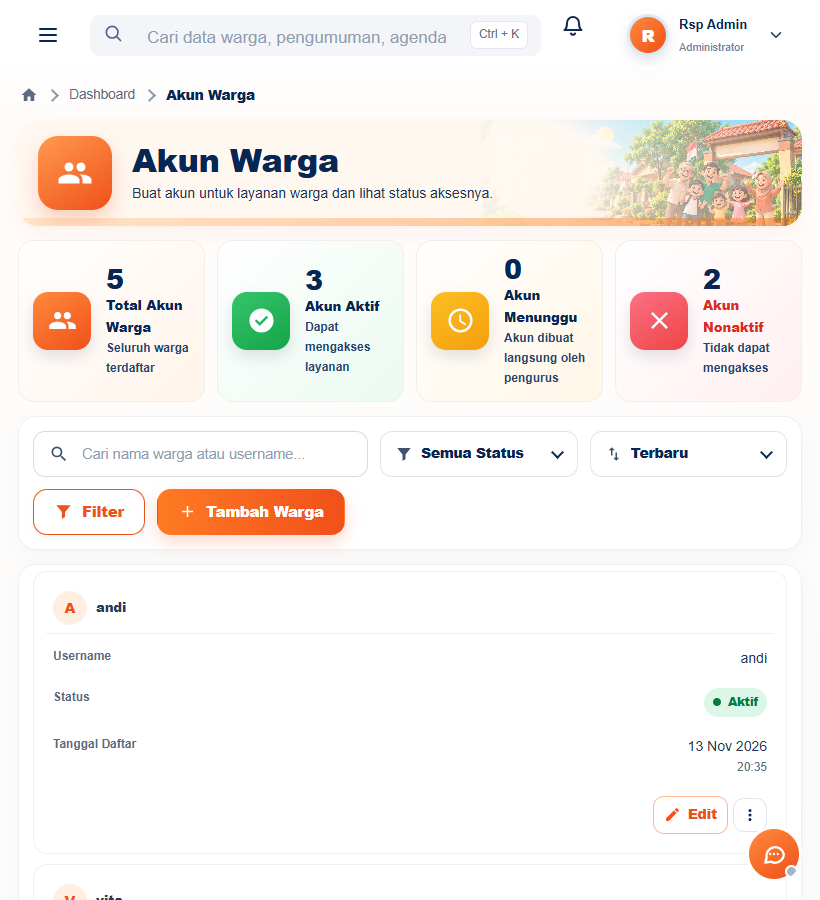 Cari data warga, pengumuman, agenda
Ctrl + K
R
Rsp Admin
Administrator
Dashboard
Akun Warga
Akun Warga
Buat akun untuk layanan warga dan lihat status aksesnya.
5
Total Akun
Warga
Seluruh warga
terdaftar
3
Akun Aktif
Dapat
mengakses
layanan
0
Akun
Menunggu
Akun dibuat
langsung oleh
pengurus
2
Akun
Nonaktif
Tidak dapat
mengakses
Cari nama warga atau username...
Semua Status
Terbaru
Filter
+ Tambah Warga
A
andi
Username
andi
Status
Aktif
Tanggal Daftar
13 Nov 2026
20:35
Edit
V
vita